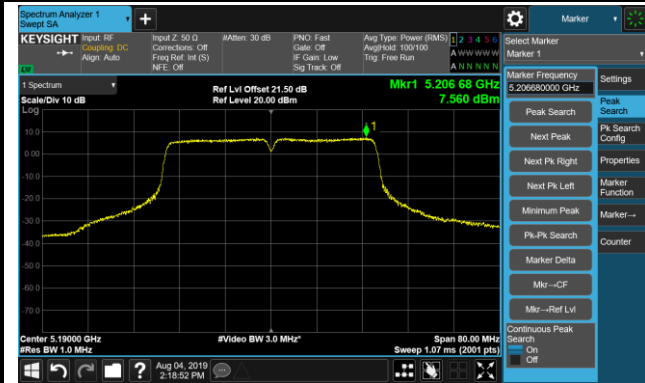 Spectrum Analyzer 1
Swept SA
+
Marker
KEYSIGHT
Input: RF
Coupling: DC
Align: Auto
Input Z: 50 Ω
Corrections: Off
Freq Ref: Int (S)
NFE: Off
#Atten: 30 dB
PNO: Fast
Gate: Off
IF Gain: Low
Sig Track: Off
Avg Type: Power (RMS)
Avg|Hold: 100/100
Trig: Free Run
1 2 3 4 5 6
A W W W W W
A N N N N N
Select Marker
Marker 1
LXI
1 Spectrum
Scale/Div 10 dB
Log
Ref Lvl Offset 21.50 dB
Ref Level 20.00 dBm
Mkr1 5.206 68 GHz
7.560 dBm
Marker Frequency
5.206680000 GHz
Settings
Peak Search
Peak
Search
Next Peak
Pk Search
Config
Next Pk Right
Properties
Next Pk Left
Marker
Function
Minimum Peak
Marker→
Pk-Pk Search
Counter
Marker Delta
Mkr→CF
Mkr→Ref Lvl
Continuous Peak
Search
On
Off
1
10.0
0.00
-10.0
-20.0
-30.0
-40.0
-50.0
-60.0
-70.0
Center 5.19000 GHz
#Res BW 1.0 MHz
#Video BW 3.0 MHz*
Span 80.00 MHz
Sweep 1.07 ms (2001 pts)
?
Aug 04, 2019
2:18:52 PM